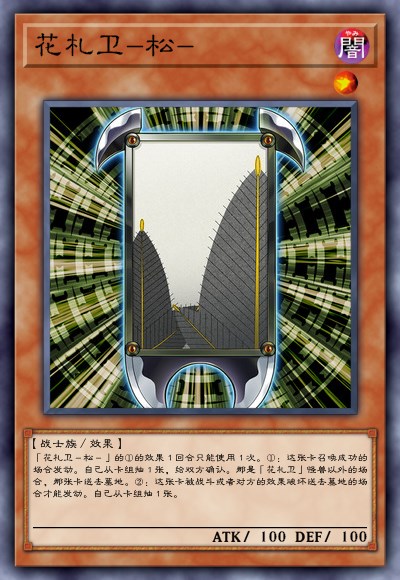 花札卫－松－
やみ
闇
【战士族／效果】
「花札卫－松－」的①的效果1回合只能使用1次。①：这张卡召唤成功的
场合发动。自己从卡组抽1张，给双方确认。那是「花札卫」怪兽以外的场
合，那张卡送去墓地。②：这张卡被战斗或者对方的效果破坏送去墓地的场
合才能发动。自己从卡组抽1张。
ATK/ 100 DEF/ 100